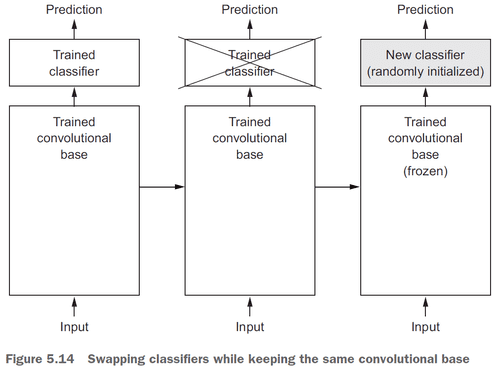 Prediction
Prediction
Prediction
Trained
classifier
Trained
classifier
New classifier
(randomly initialized)
Trained
convolutional
base
Trained
convolutional
base
Trained
convolutional
base
(frozen)
Input
Input
Input
Figure 5.14 Swapping classifiers while keeping the same convolutional base